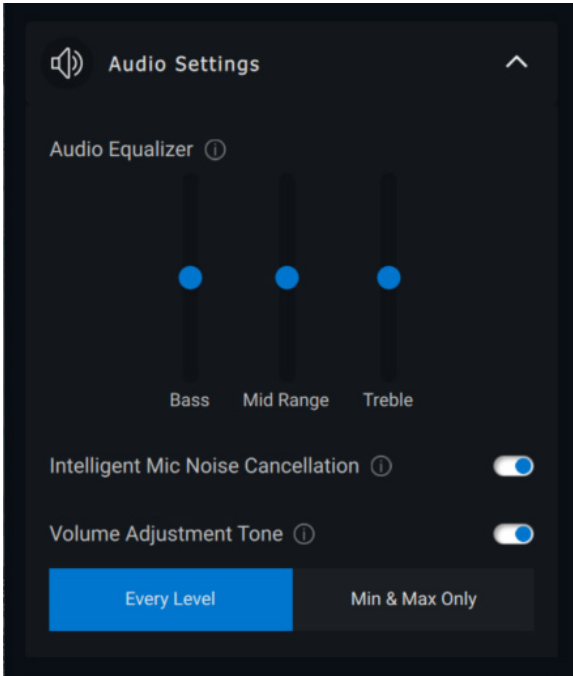 Audio Settings
Audio Equalizer
Bass Mid Range Treble
Intelligent Mic Noise Cancellation
Volume Adjustment Tone
Every Level Min & Max Only